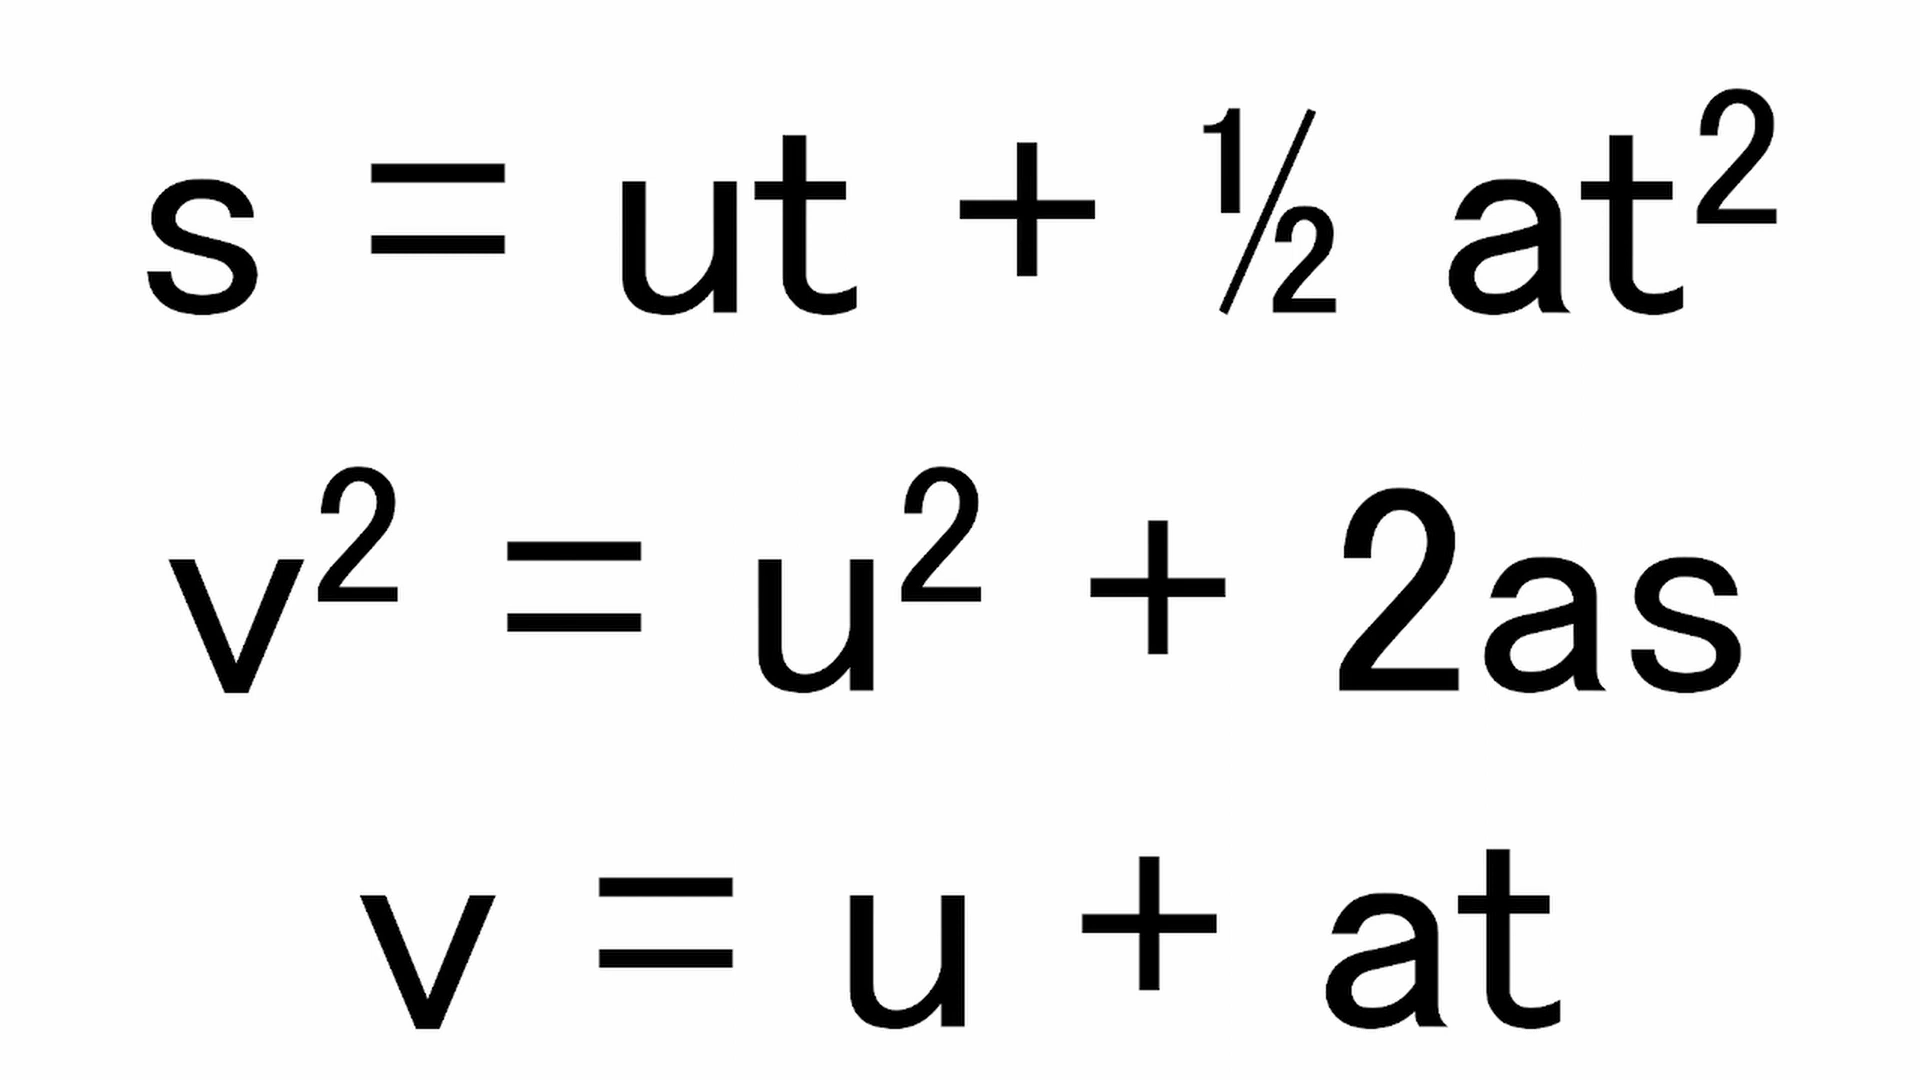 s = ut + ½ at²
v² = u² + 2as
v = u + at